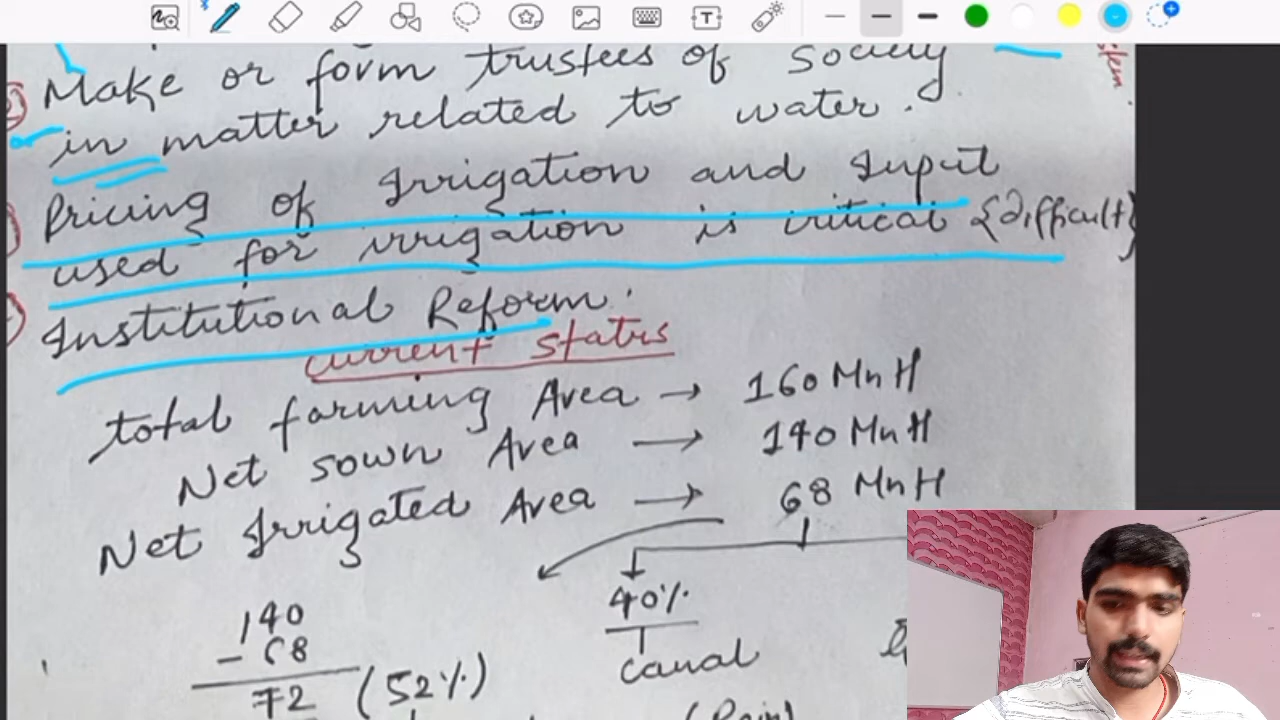 Make or form trustees of society
in matter related to water.
Pricing of Irrigation and Input
used for irrigation is critical {difficult}
Institutional Reform.
current status
total farming Area → 160 MnH
Net sown Area → 140 MnH
Net Irrigated Area → 68 MnH
40%
canal
140
- 68
72 (52%)
(Rain)